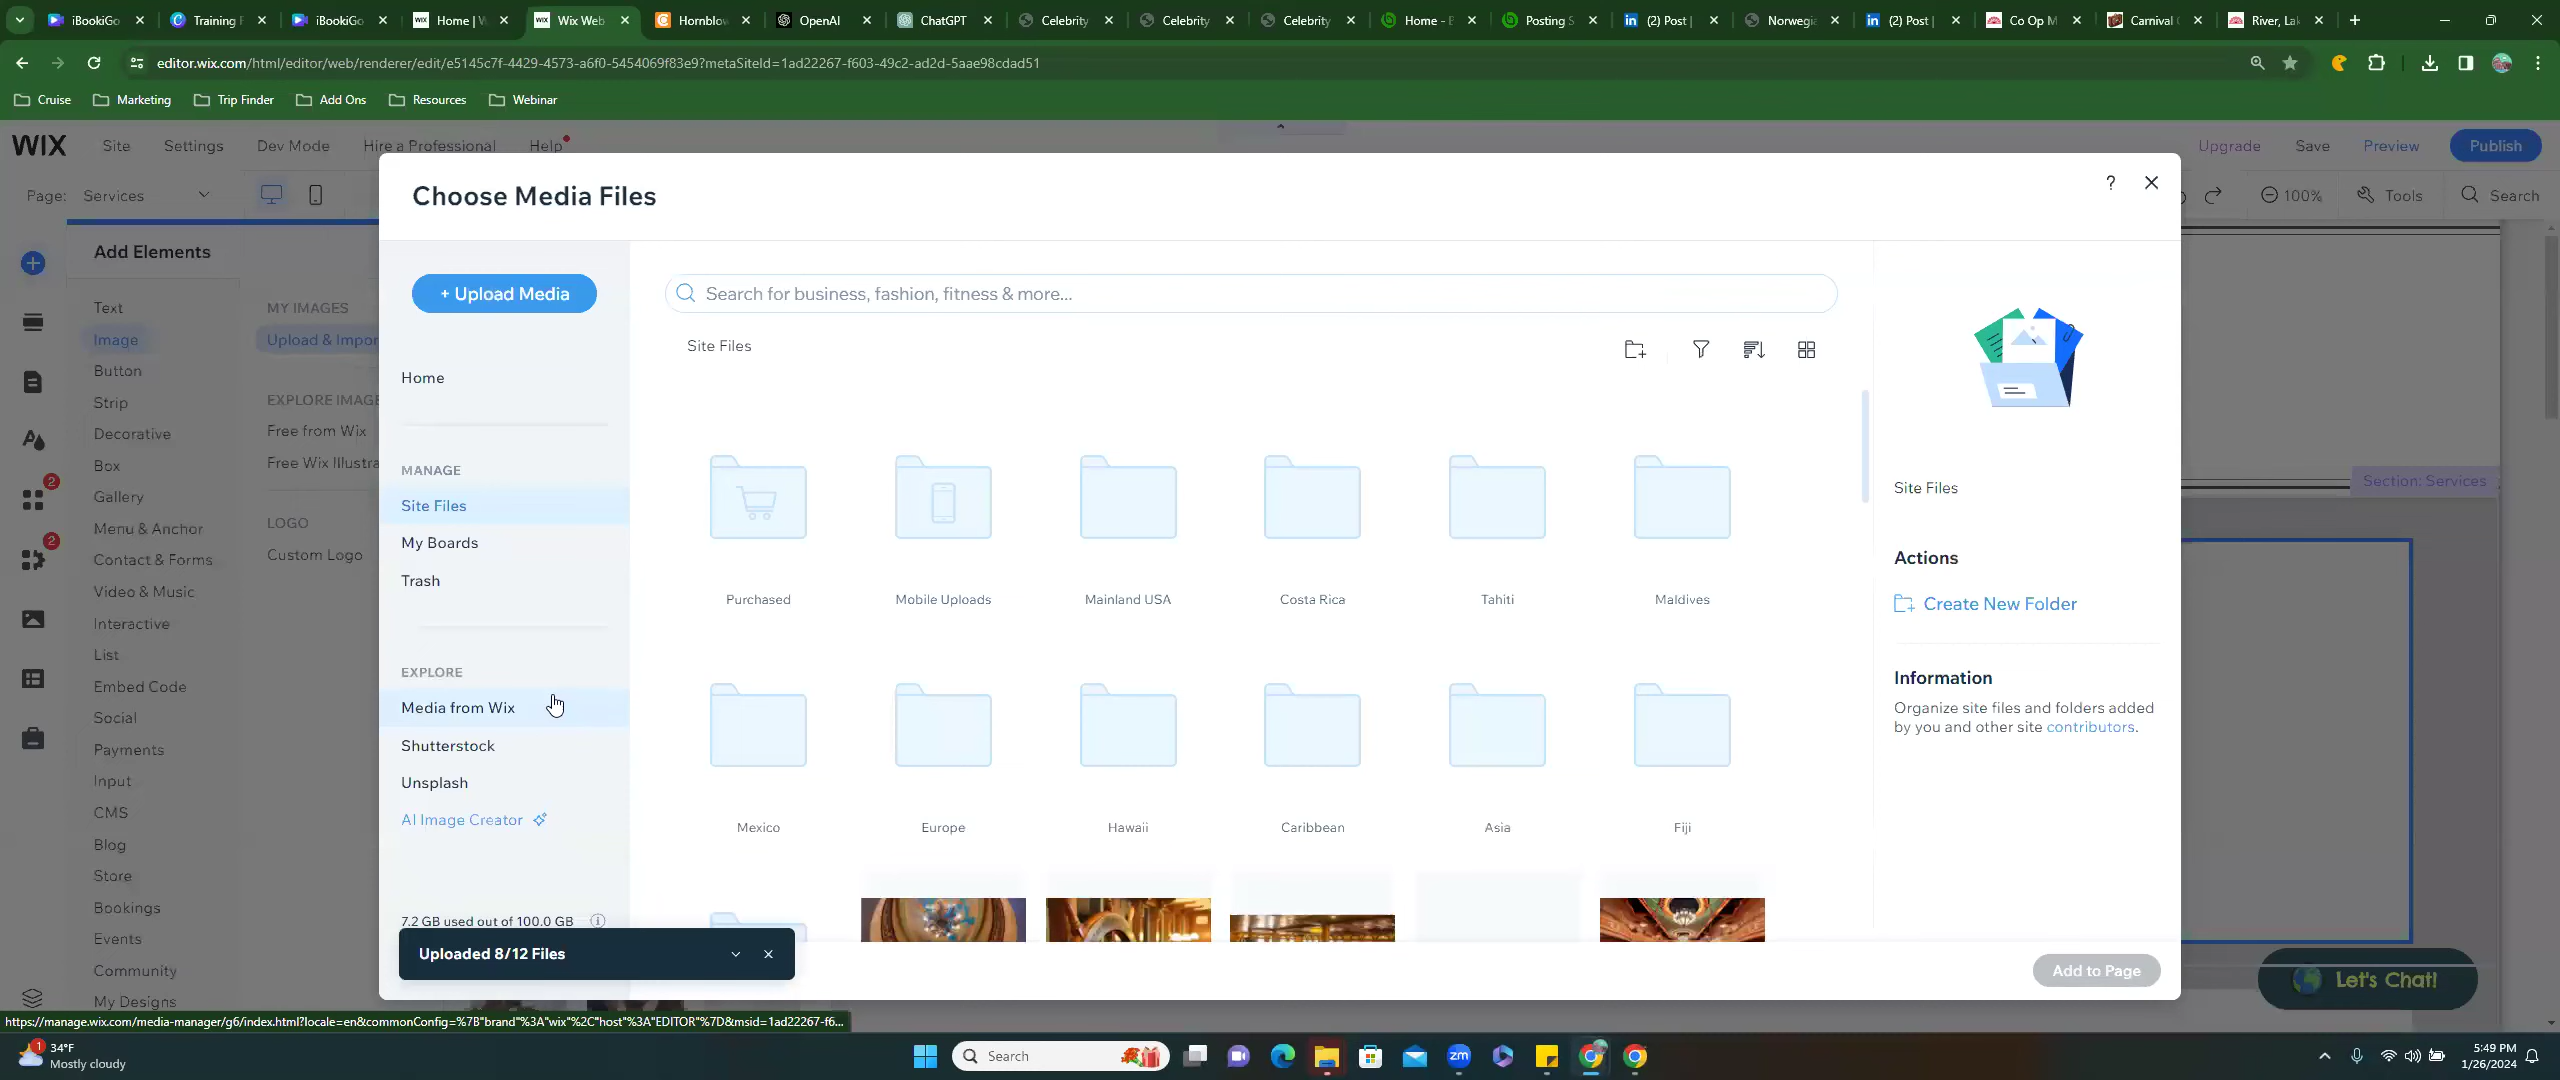 iBookiGo
Training F
iBookiGo
Home | W
Wix Web
Hornblow
OpenAI
ChatGPT
Celebrity
Celebrity
Celebrity
Home - E
Posting S
(2) Post |
Norwegia
(2) Post |
Co Op M
Carnival C
River, Lak
editor.wix.com/html/editor/web/renderer/edit/e5145c7f-4429-4573-a6f0-5454069f83e9?metaSiteId=1ad22267-f603-49c2-ad2d-5aae98cdad51
Cruise
Marketing
Trip Finder
Add Ons
Resources
Webinar
WIX
Site
Settings
Dev Mode
Hire a Professional
Help
Upgrade
Save
Preview
Publish
Page: Services
100%
Tools
Search
Add Elements
Text
Image
Button
Strip
Decorative
Box
Gallery
Menu & Anchor
Contact & Forms
Video & Music
Interactive
List
Embed Code
Social
Payments
Input
CMS
Blog
Store
Bookings
Events
Community
My Designs
MY IMAGES
Upload & Impor
EXPLORE IMAGE
Free from Wix
Free Wix Illustra
LOGO
Custom Logo
2
2
Choose Media Files
?
+ Upload Media
Home
MANAGE
Site Files
My Boards
Trash
EXPLORE
Media from Wix
Shutterstock
Unsplash
AI Image Creator
7.2 GB used out of 100.0 GB
Uploaded 8/12 Files
Search for business, fashion, fitness & more...
Site Files
Purchased
Mobile Uploads
Mainland USA
Costa Rica
Tahiti
Maldives
Mexico
Europe
Hawaii
Caribbean
Asia
Fiji
Site Files
Actions
Create New Folder
Information
Organize site files and folders added
by you and other site contributors.
Add to Page
Section: Services
Let's Chat!
https://manage.wix.com/media-manager/g6/index.html?locale=en&commonConfig=%7B"brand"%3A"wix"%2C"host"%3A"EDITOR"%7D&msid=1ad22267-f6...
1
34°F
Mostly cloudy
Search
zm
5:49 PM
1/26/2024